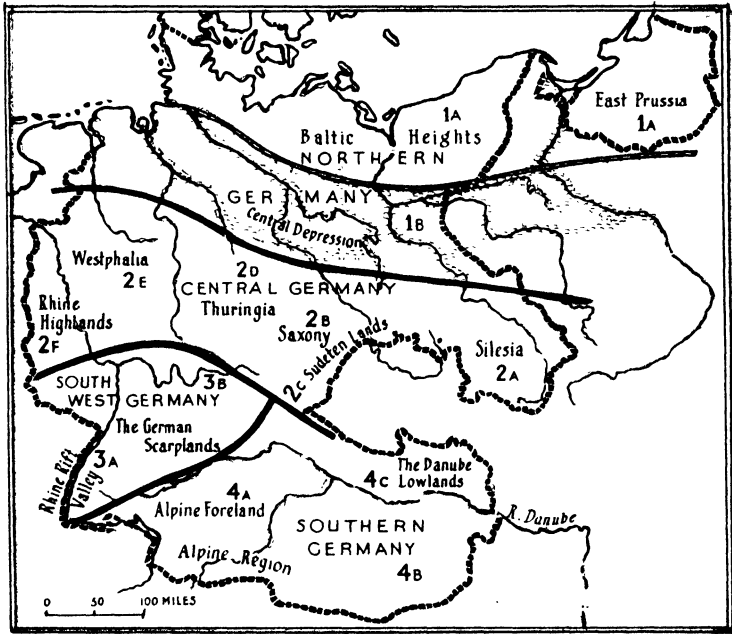 East Prussia
1A
1A
Baltic Heights
NORTHERN
GERMANY
Central Depression
1B
Westphalia
2E
2D
CENTRAL GERMANY
Thuringia
2B
Saxony
Rhine
Highlands
2F
2C Sudeten Lands
Silesia
2A
SOUTH
WEST GERMANY
3B
The German
Scarplands
3A
Rhine Rift
Valley
4C
The Danube
Lowlands
4A
Alpine Foreland
SOUTHERN
GERMANY
R. Danube
Alpine Region
4B
0 50 100 MILES